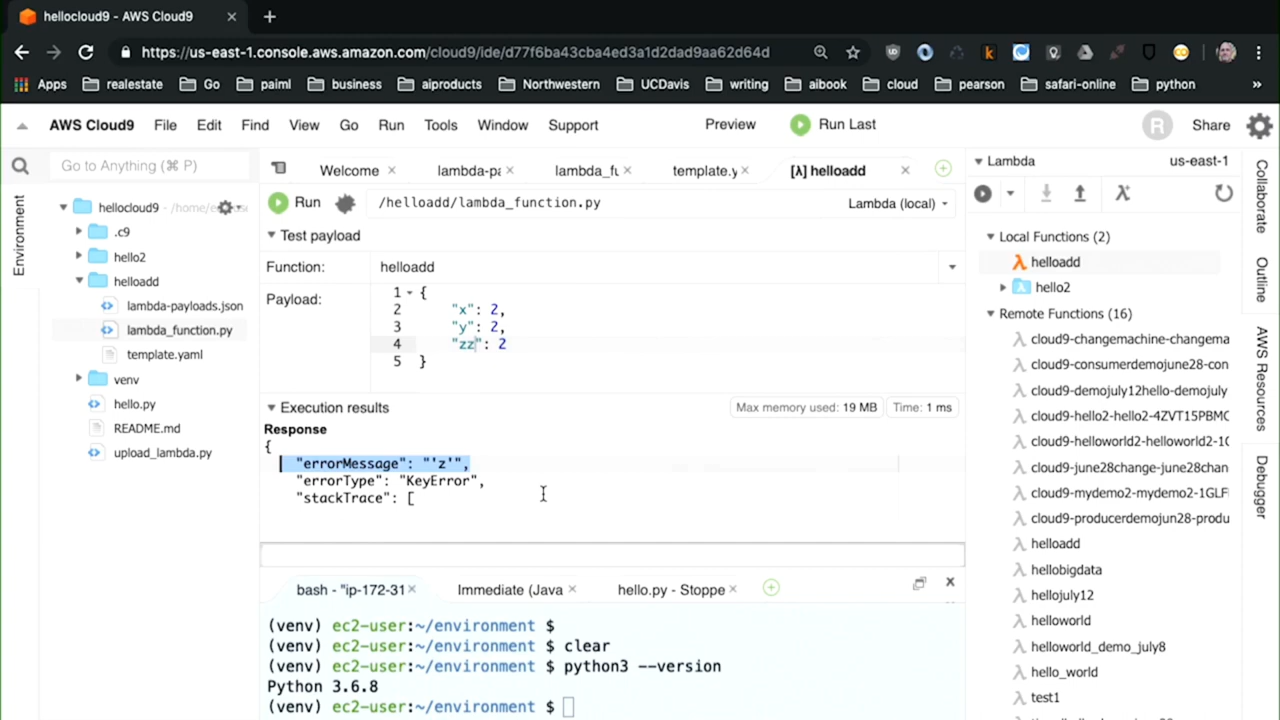 hellocloud9 - AWS Cloud9
https://us-east-1.console.aws.amazon.com/cloud9/ide/d77f6ba43cba4ed3a1d2dad9aa62d64d
Apps realestate Go paiml business aiproducts Northwestern UCDavis writing aibook cloud pearson safari-online python »
AWS Cloud9 File Edit Find View Go Run Tools Window Support Preview Run Last R Share
Go to Anything (⌘ P)
Welcome lambda-pa lambda_fu template.y [λ] helloadd
Lambda us-east-1
Environment
hellocloud9 - /home/
.c9
hello2
helloadd
lambda-payloads.json
lambda_function.py
template.yaml
venv
hello.py
README.md
upload_lambda.py
Run /helloadd/lambda_function.py Lambda (local)
Test payload
Function: helloadd
Payload:
1 {
2 "x": 2,
3 "y": 2,
4 "zz": 2
5 }
Execution results Max memory used: 19 MB Time: 1 ms
Response
{
"errorMessage": "'z'",
"errorType": "KeyError",
"stackTrace": [
bash - "ip-172-31 Immediate (Java hello.py - Stoppe
(venv) ec2-user:~/environment $
(venv) ec2-user:~/environment $ clear
(venv) ec2-user:~/environment $ python3 --version
Python 3.6.8
(venv) ec2-user:~/environment $
Local Functions (2)
helloadd
hello2
Remote Functions (16)
cloud9-changemachine-changema
cloud9-consumerdemojune28-con
cloud9-demojuly12hello-demojuly
cloud9-hello2-hello2-4ZVT15PBMC
cloud9-helloworld2-helloworld2-1C
cloud9-june28change-june28chan
cloud9-mydemo2-mydemo2-1GLF
cloud9-producerdemojun28-produ
helloadd
hellobigdata
hellojuly12
helloworld
helloworld_demo_july8
hello_world
test1
Collaborate
Outline
AWS Resources
Debugger